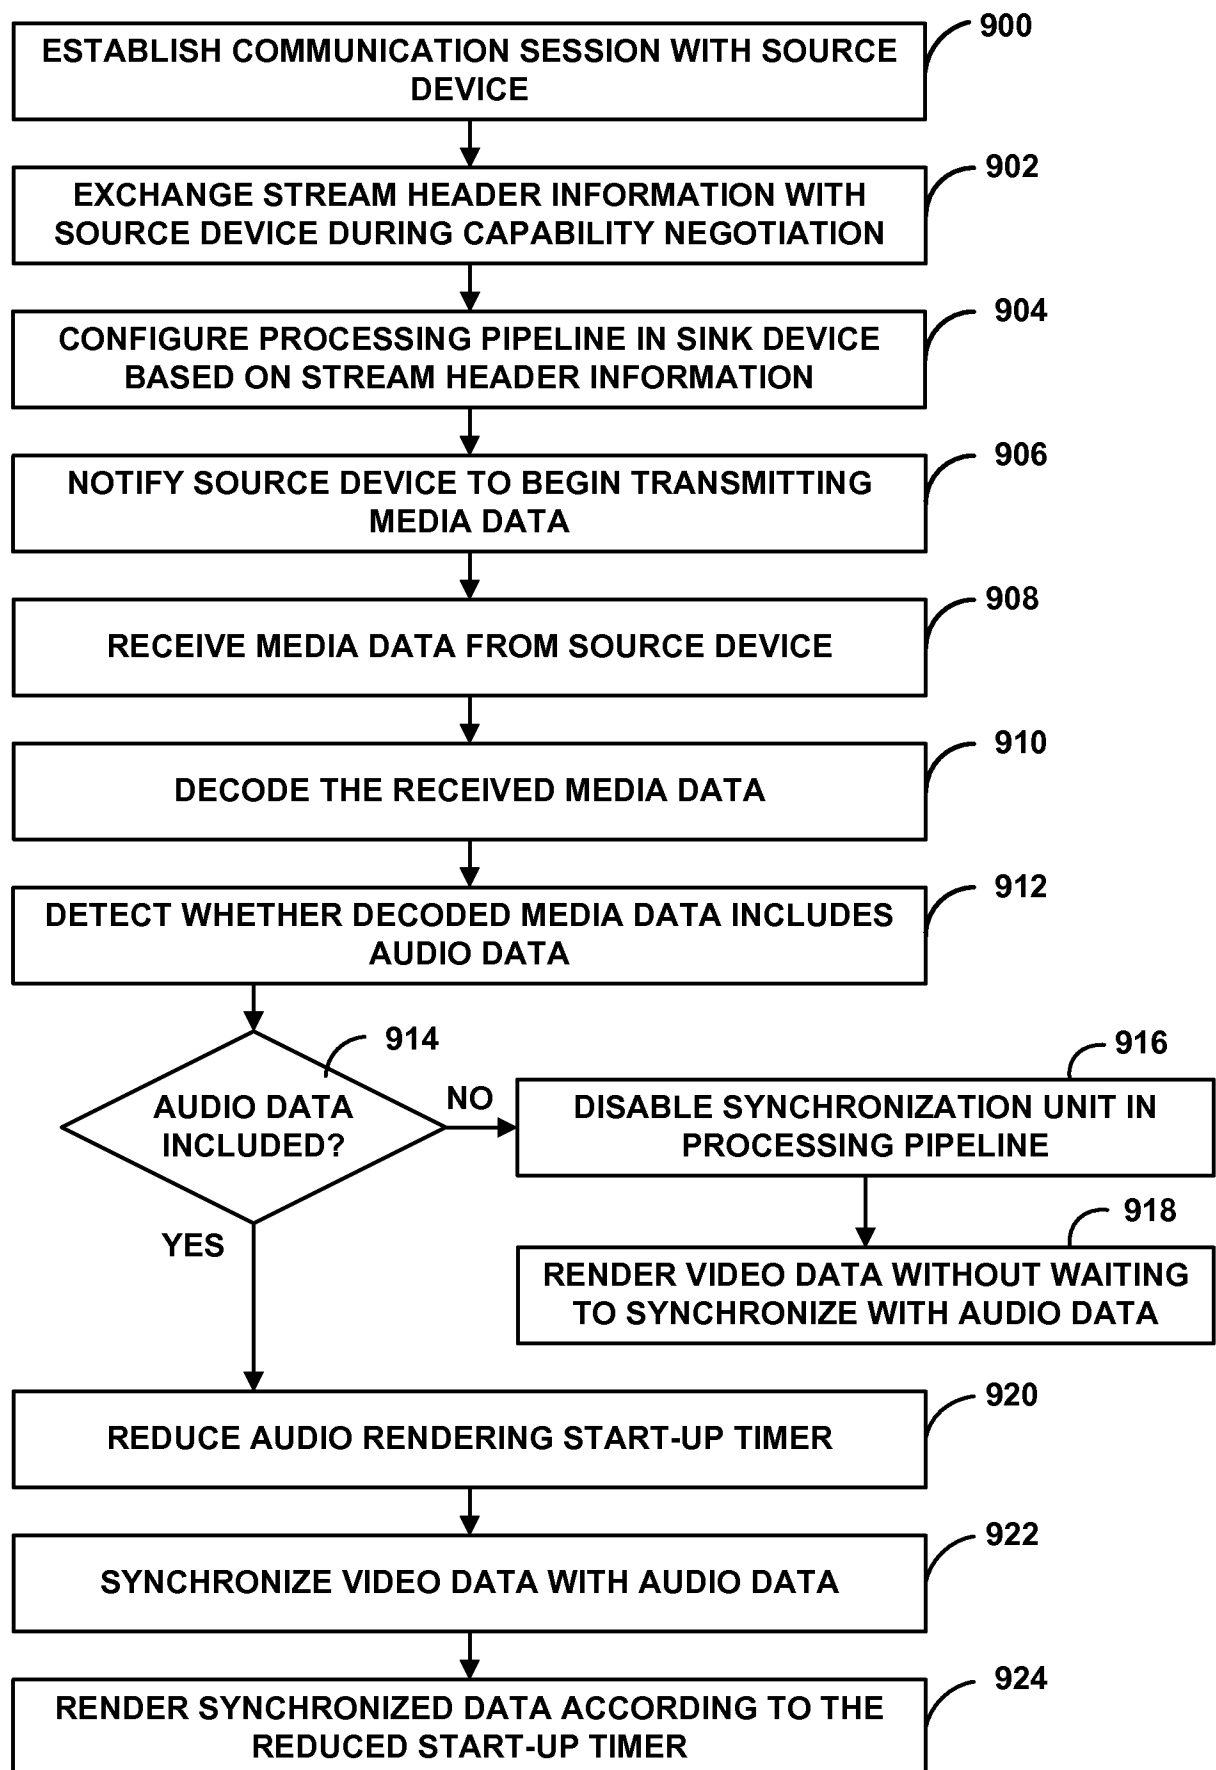 900
ESTABLISH COMMUNICATION SESSION WITH SOURCE
DEVICE
902
EXCHANGE STREAM HEADER INFORMATION WITH
SOURCE DEVICE DURING CAPABILITY NEGOTIATION
904
CONFIGURE PROCESSING PIPELINE IN SINK DEVICE
BASED ON STREAM HEADER INFORMATION
906
NOTIFY SOURCE DEVICE TO BEGIN TRANSMITTING
MEDIA DATA
908
RECEIVE MEDIA DATA FROM SOURCE DEVICE
910
DECODE THE RECEIVED MEDIA DATA
912
DETECT WHETHER DECODED MEDIA DATA INCLUDES
AUDIO DATA
914
AUDIO DATA
INCLUDED?
NO
916
DISABLE SYNCHRONIZATION UNIT IN
PROCESSING PIPELINE
918
RENDER VIDEO DATA WITHOUT WAITING
TO SYNCHRONIZE WITH AUDIO DATA
YES
920
REDUCE AUDIO RENDERING START-UP TIMER
922
SYNCHRONIZE VIDEO DATA WITH AUDIO DATA
924
RENDER SYNCHRONIZED DATA ACCORDING TO THE
REDUCED START-UP TIMER